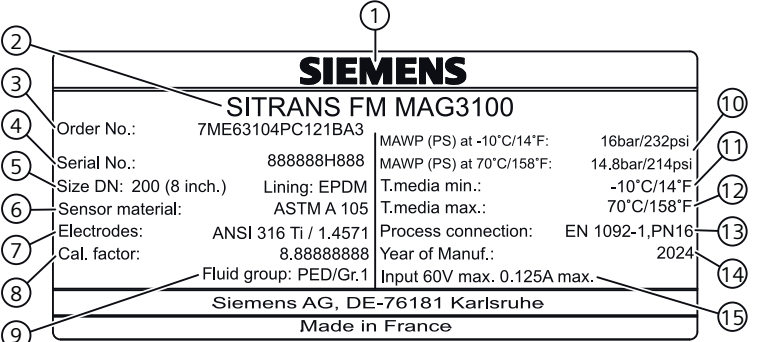 1
2
SIEMENS
3
SITRANS FM MAG3100
10
Order No.: 7ME63104PC121BA3
MAWP (PS) at -10°C/14°F: 16bar/232psi
4
11
Serial No.: 888888H888
MAWP (PS) at 70°C/158°F: 14.8bar/214psi
5
Size DN: 200 (8 inch.) Lining: EPDM
T.media min.: -10°C/14°F
12
6
Sensor material: ASTM A 105
T.media max.: 70°C/158°F
7
Electrodes: ANSI 316 Ti / 1.4571
Process connection: EN 1092-1,PN16
13
Cal. factor: 8.88888888
Year of Manuf.: 2024
14
8
Fluid group: PED/Gr.1
Input 60V max. 0.125A max.
15
Siemens AG, DE-76181 Karlsruhe
9
Made in France